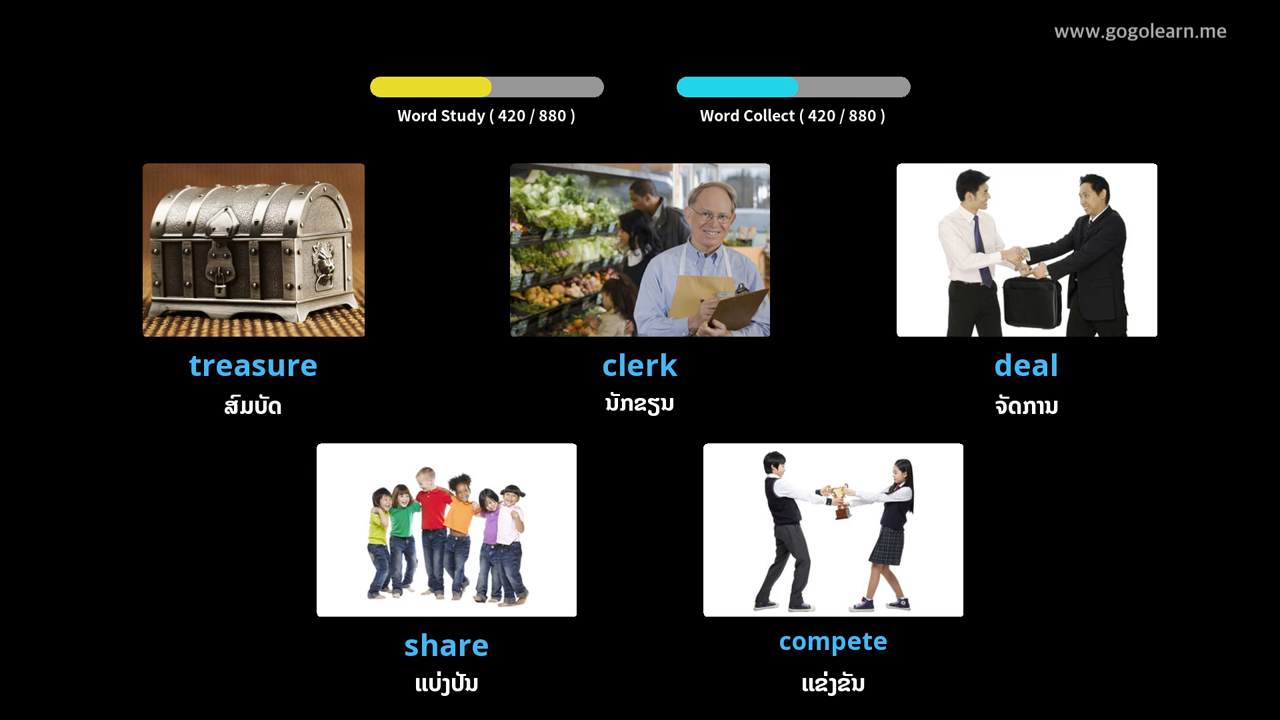 www.gogolearn.me
Word Study ( 420 / 880 )
Word Collect ( 420 / 880 )
treasure
ສົມບັດ
clerk
ນັກຂຽນ
deal
ຈັດການ
share
ແບ່ງປັນ
compete
ແຂ່ງຂັນ